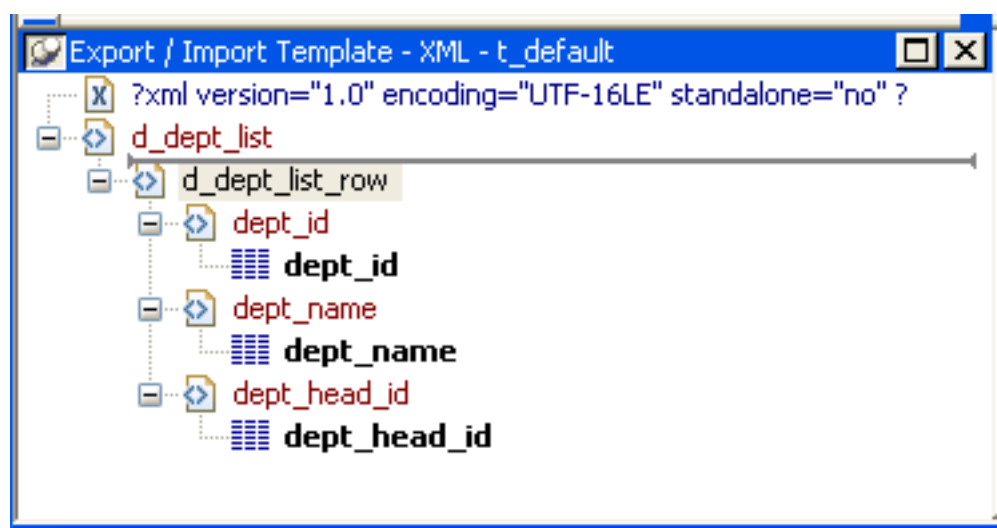 Export / Import Template - XML - t_default
?xml version="1.0" encoding="UTF-16LE" standalone="no" ?
d_dept_list
d_dept_list_row
dept_id
dept_id
dept_name
dept_name
dept_head_id
dept_head_id